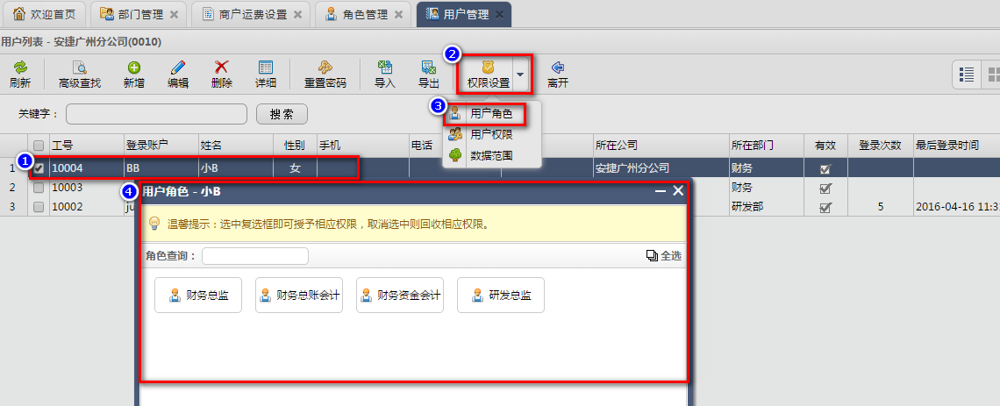 欢迎首页 部门管理 商户运费设置 角色管理 用户管理
用户列表 - 安捷广州分公司(0010)
刷新 高级查找 新增 编辑 删除 详细 重置密码 导入 导出 权限设置 离开
2
关键字： 搜 索
3 用户角色
用户权限
数据范围
工号 登录账户 姓名 性别 手机 电话 所在公司 所在部门 有效 登录次数 最后登录时间
1
1 10004 BB 小B 女 安捷广州分公司 财务
2 10003 财务
3 10002 研发部 5 2016-04-16 11:3
4 用户角色 - 小B
温馨提示：选中复选框即可授予相应权限，取消选中则回收相应权限。
角色查询： 全选
财务总监 财务总账会计 财务资金会计 研发总监